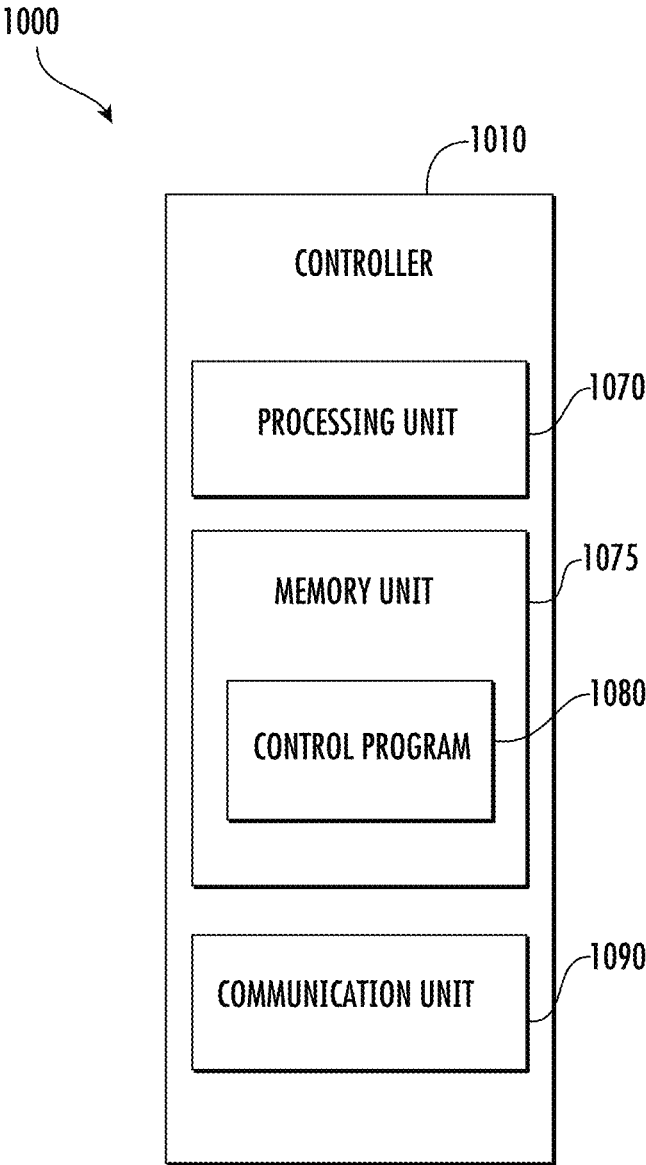 1000
1010
CONTROLLER
1070
PROCESSING UNIT
1075
MEMORY UNIT
1080
CONTROL PROGRAM
1090
COMMUNICATION UNIT